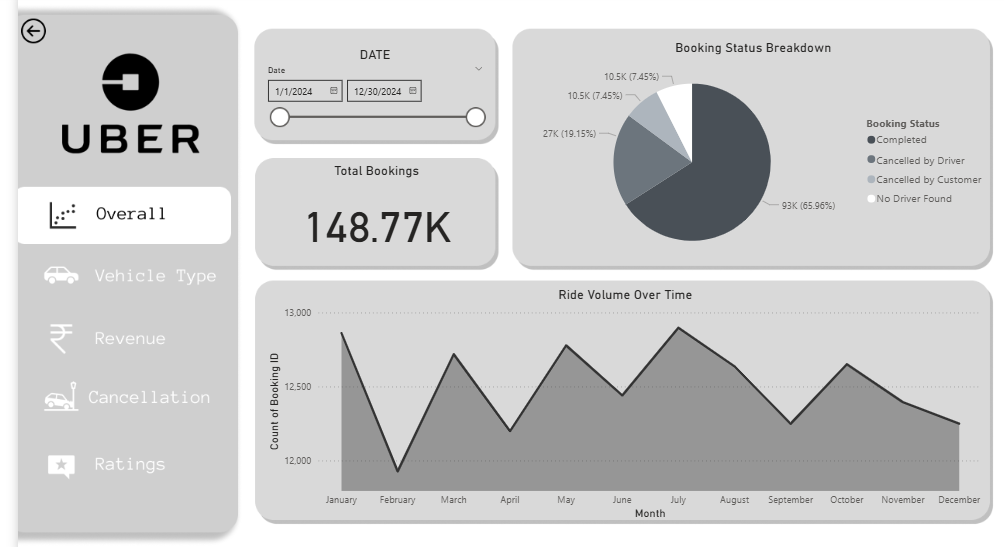 UBER
Overall
Vehicle Type
Revenue
Cancellation
Ratings
DATE
Date
1/1/2024
12/30/2024
Total Bookings
148.77K
Booking Status Breakdown
10.5K (7.45%)
10.5K (7.45%)
27K (19.15%)
93K (65.96%)
Booking Status
Completed
Cancelled by Driver
Cancelled by Customer
No Driver Found
Ride Volume Over Time
Count of Booking ID
13,000
12,500
12,000
January February March April May June July August September October November December
Month